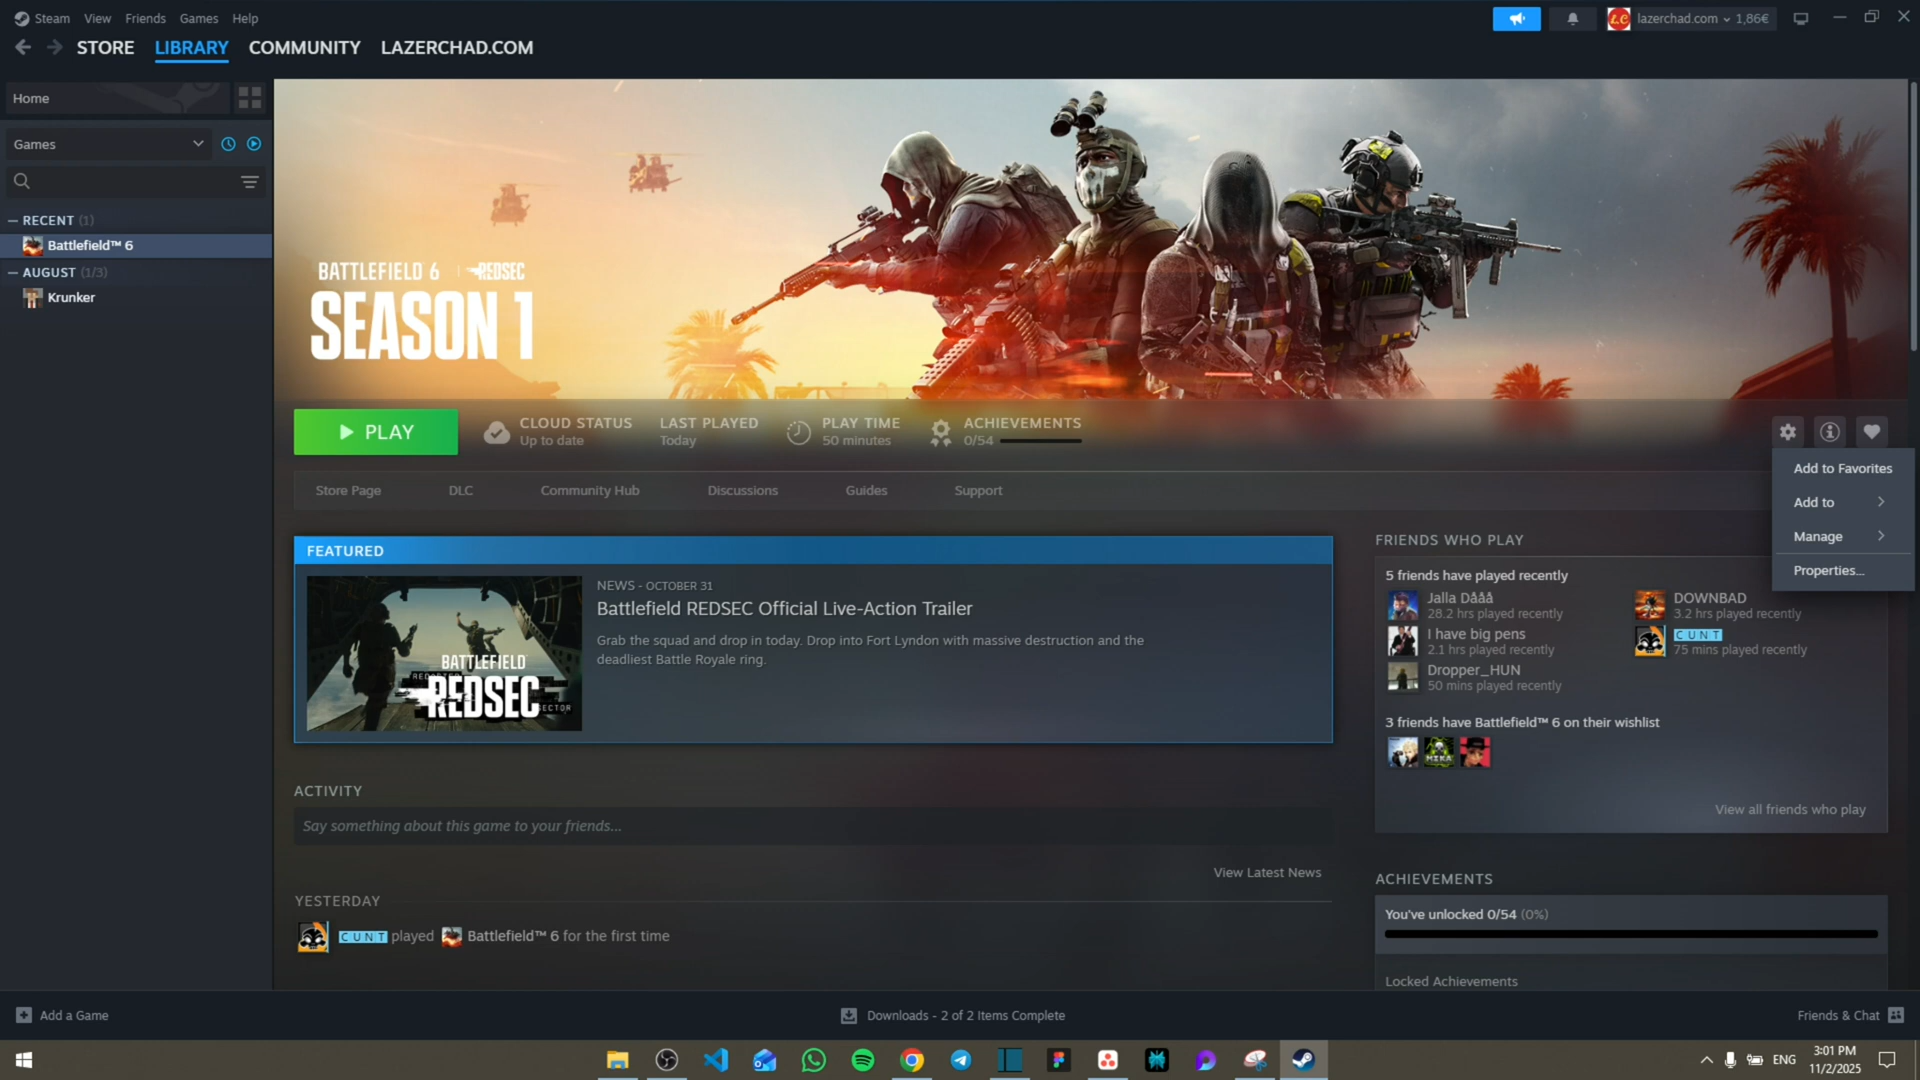 Steam View Friends Games Help
lazerchad.com 1,86€
STORE LIBRARY COMMUNITY LAZERCHAD.COM
Home
Games
RECENT (1)
Battlefield™ 6
AUGUST (1/3)
Krunker
BATTLEFIELD 6 REDSEC
SEASON 1
PLAY
CLOUD STATUS
Up to date
LAST PLAYED
Today
PLAY TIME
50 minutes
ACHIEVEMENTS
0/54
Add to Favorites
Add to
Manage
Properties...
Store Page DLC Community Hub Discussions Guides Support
FEATURED
BATTLEFIELD
REDSEC
NEWS - OCTOBER 31
Battlefield REDSEC Official Live-Action Trailer
Grab the squad and drop in today. Drop into Fort Lyndon with massive destruction and the
deadliest Battle Royale ring.
FRIENDS WHO PLAY
5 friends have played recently
Jalla Dååå
28.2 hrs played recently
DOWNBAD
3.2 hrs played recently
I have big pens
2.1 hrs played recently
CUNT
75 mins played recently
Dropper_HUN
50 mins played recently
3 friends have Battlefield™ 6 on their wishlist
View all friends who play
ACTIVITY
Say something about this game to your friends...
View Latest News
YESTERDAY
CUNT played Battlefield™ 6 for the first time
ACHIEVEMENTS
You've unlocked 0/54 (0%)
Locked Achievements
Add a Game
Downloads - 2 of 2 Items Complete
Friends & Chat
ENG
3:01 PM
11/2/2025